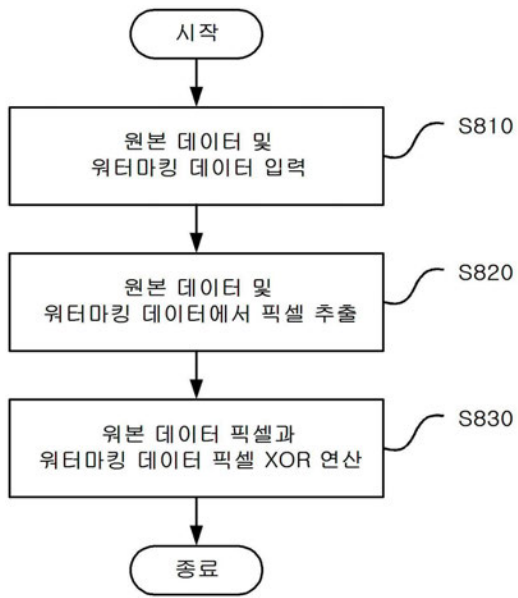 시작
원본 데이터 및
워터마킹 데이터 입력
S810
원본 데이터 및
워터마킹 데이터에서 픽셀 추출
S820
워본 데이터 픽셀과
워터마킹 데이터 픽셀 XOR 연산
S830
종료